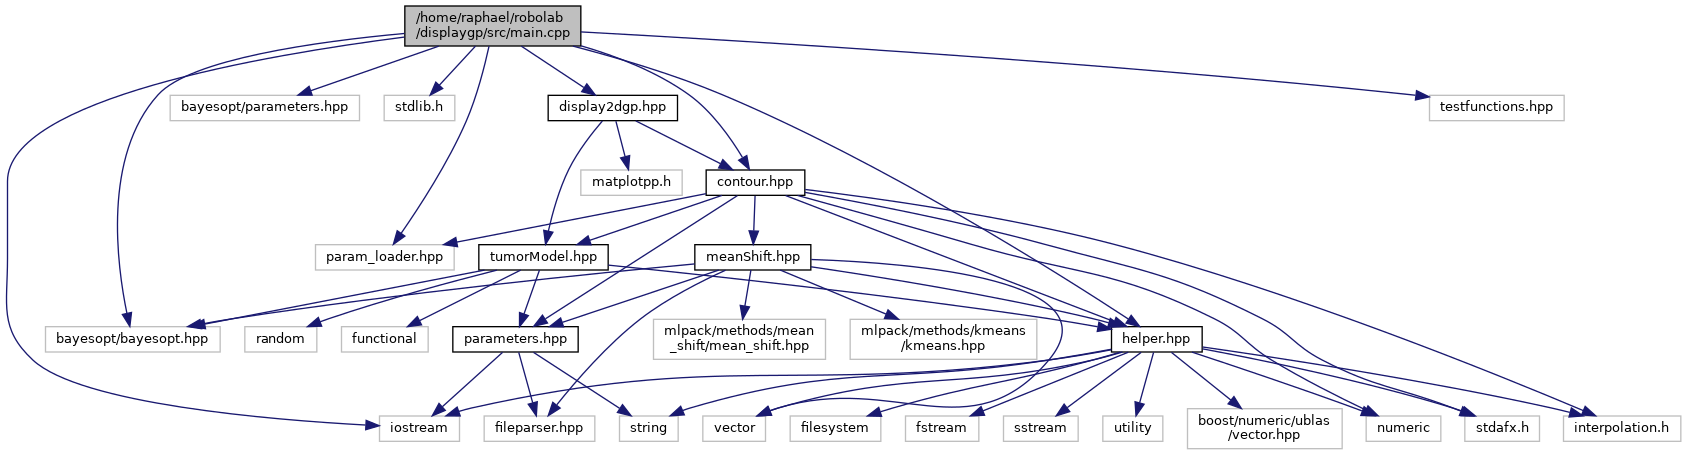 /home/raphael/robolab
/displaygp/src/main.cpp
bayesopt/parameters.hpp
stdlib.h
display2dgp.hpp
testfunctions.hpp
matplotpp.h
contour.hpp
param_loader.hpp
tumorModel.hpp
meanShift.hpp
bayesopt/bayesopt.hpp
random
functional
parameters.hpp
mlpack/methods/mean
_shift/mean_shift.hpp
mlpack/methods/kmeans
/kmeans.hpp
helper.hpp
iostream
fileparser.hpp
string
vector
filesystem
fstream
sstream
utility
boost/numeric/ublas
/vector.hpp
numeric
stdafx.h
interpolation.h